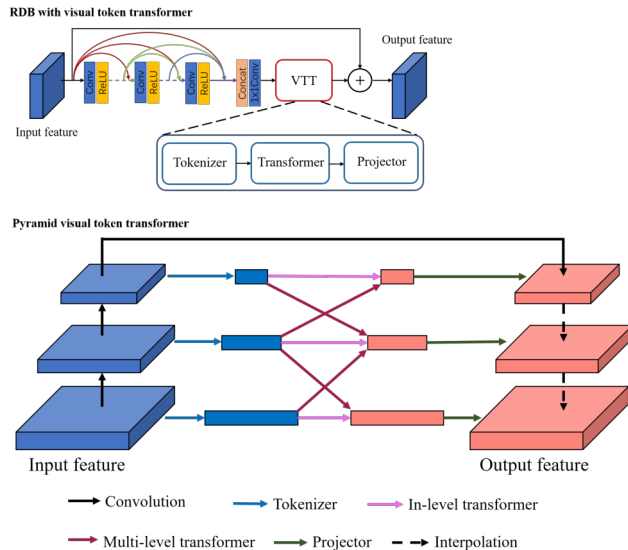 RDB with visual token transformer
Output feature
Conv
ReLU
Conv
ReLU
Conv
ReLU
Concat
1x1Conv
VTT
+
Input feature
Tokenizer
Transformer
Projector
Pyramid visual token transformer
Input feature
Output feature
Convolution
Tokenizer
In-level transformer
Multi-level transformer
Projector
Interpolation